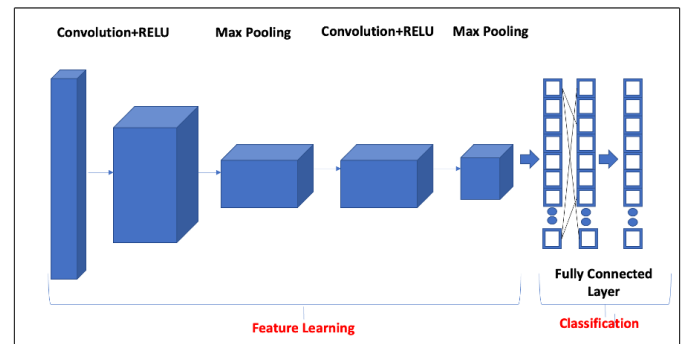 Convolution+RELU
Max Pooling
Convolution+RELU
Max Pooling
Fully Connected
Layer
Feature Learning
Classification